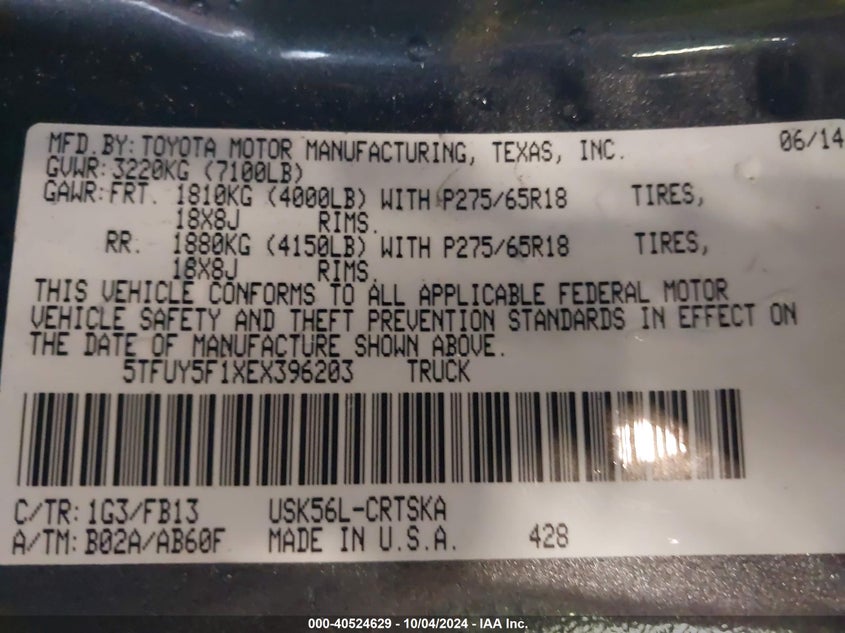 MFD.BY: TOYOTA MOTOR MANUFACTURING, TEXAS, INC. 06/14
GVWR: 3220KG (7100LB)
GAWR: FRT. 1810KG (4000LB) WITH P275/65R18 TIRES,
18X8J RIMS.
RR. 1880KG (4150LB) WITH P275/65R18 TIRES,
18X8J RIMS.
THIS VEHICLE CONFORMS TO ALL APPLICABLE FEDERAL MOTOR
VEHICLE SAFETY AND THEFT PREVENTION STANDARDS IN EFFECT ON
THE DATE OF MANUFACTURE SHOWN ABOVE.
5TFUY5F1XEX396203 TRUCK
C/TR: 1G3/FB13 USK56L-CRTSKA
A/TM: B02A/AB60F MADE IN U.S.A. 428
000-40524629 - 10/04/2024 - IAA Inc.